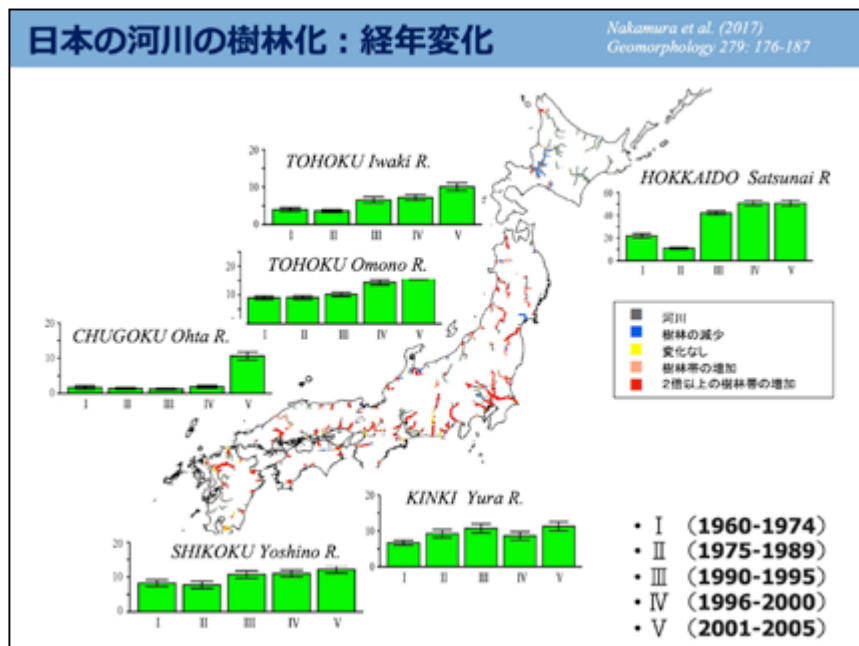 日本の河川の樹林化：経年変化
Nakamura et al. (2017)
Geomorphology 279: 176-187
TOHOKU Iwaki R.
20
10
0
I II III IV V
HOKKAIDO Satsunai R
60
40
20
0
I II III IV V
TOHOKU Omono R.
20
10
I II III IV V
CHUGOKU Ohta R.
20
10
0
I II III IV V
河川
樹林の減少
変化なし
樹林帯の増加
2倍以上の樹林帯の増加
KINKI Yura R.
20
10
0
I II III IV V
SHIKOKU Yoshino R.
20
10
0
I II III IV V
・Ⅰ（1960-1974）
・Ⅱ（1975-1989）
・Ⅲ（1990-1995）
・Ⅳ（1996-2000）
・Ⅴ（2001-2005）